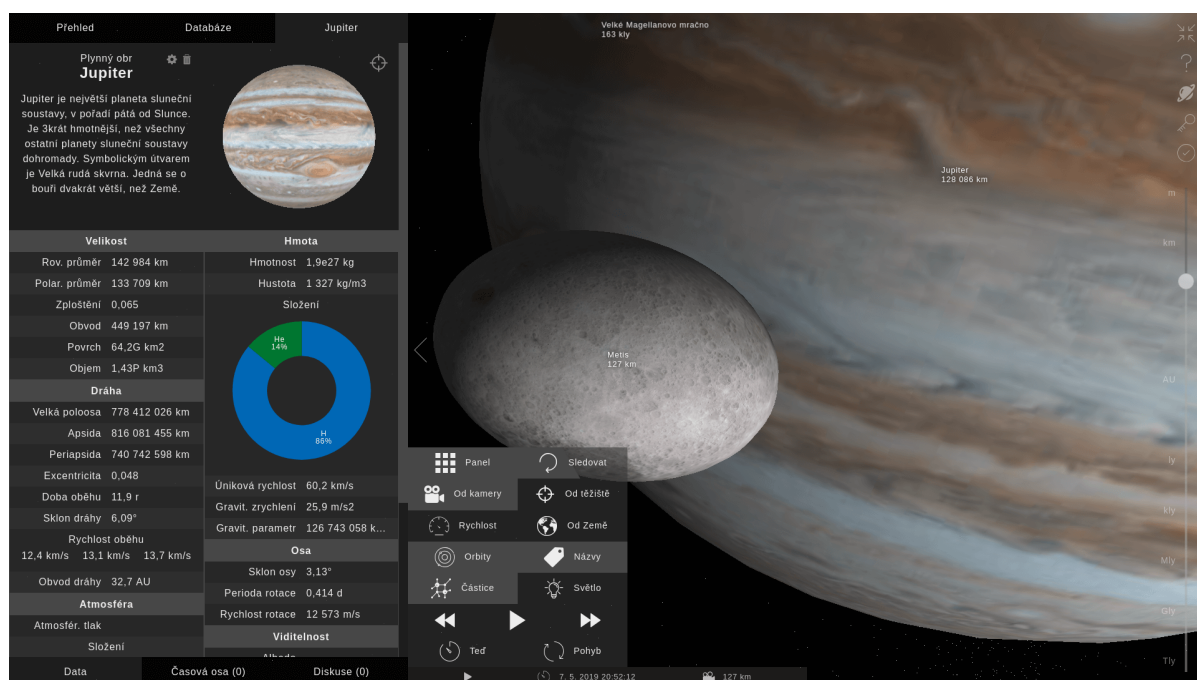 Přehled
Databáze
Jupiter
Plynný obr
Jupiter
Jupiter je největší planeta sluneční
soustavy, v pořadí pátá od Slunce.
Je 3krát hmotnější, než všechny
ostatní planety sluneční soustavy
dohromady. Symbolickým útvarem
je Velká rudá skvrna. Jedná se o
bouři dvakrát větší, než Země.
Velikost
Rov. průměr 142 984 km
Polar. průměr 133 709 km
Zploštění 0,065
Obvod 449 197 km
Povrch 64,2G km2
Objem 1,43P km3
Dráha
Velká poloosa 778 412 026 km
Apsida 816 081 455 km
Periapsida 740 742 598 km
Excentricita 0,048
Doba oběhu 11,9 r
Sklon dráhy 6,09°
Rychlost oběhu
12,4 km/s 13,1 km/s 13,7 km/s
Obvod dráhy 32,7 AU
Atmosféra
Atmosfér. tlak
Složení
Hmota
Hmotnost 1,9e27 kg
Hustota 1 327 kg/m3
Složení
He
14%
H
86%
Úniková rychlost 60,2 km/s
Gravit. zrychlení 25,9 m/s2
Gravit. parametr 126 743 058 k...
Osa
Sklon osy 3,13°
Perioda rotace 0,414 d
Rychlost rotace 12 573 m/s
Viditelnost
Albedo
Data
Časová osa (0)
Diskuse (0)
Velké Magellanovo mračno
163 kly
Jupiter
128 086 km
Metis
127 km
Panel
Sledovat
Od kamery
Od těžiště
Rychlost
Od Země
Orbity
Názvy
Částice
Světlo
Teď
Pohyb
7. 5. 2019 20:52:12
127 km
m
km
AU
ly
kly
Mly
Gly
Tly